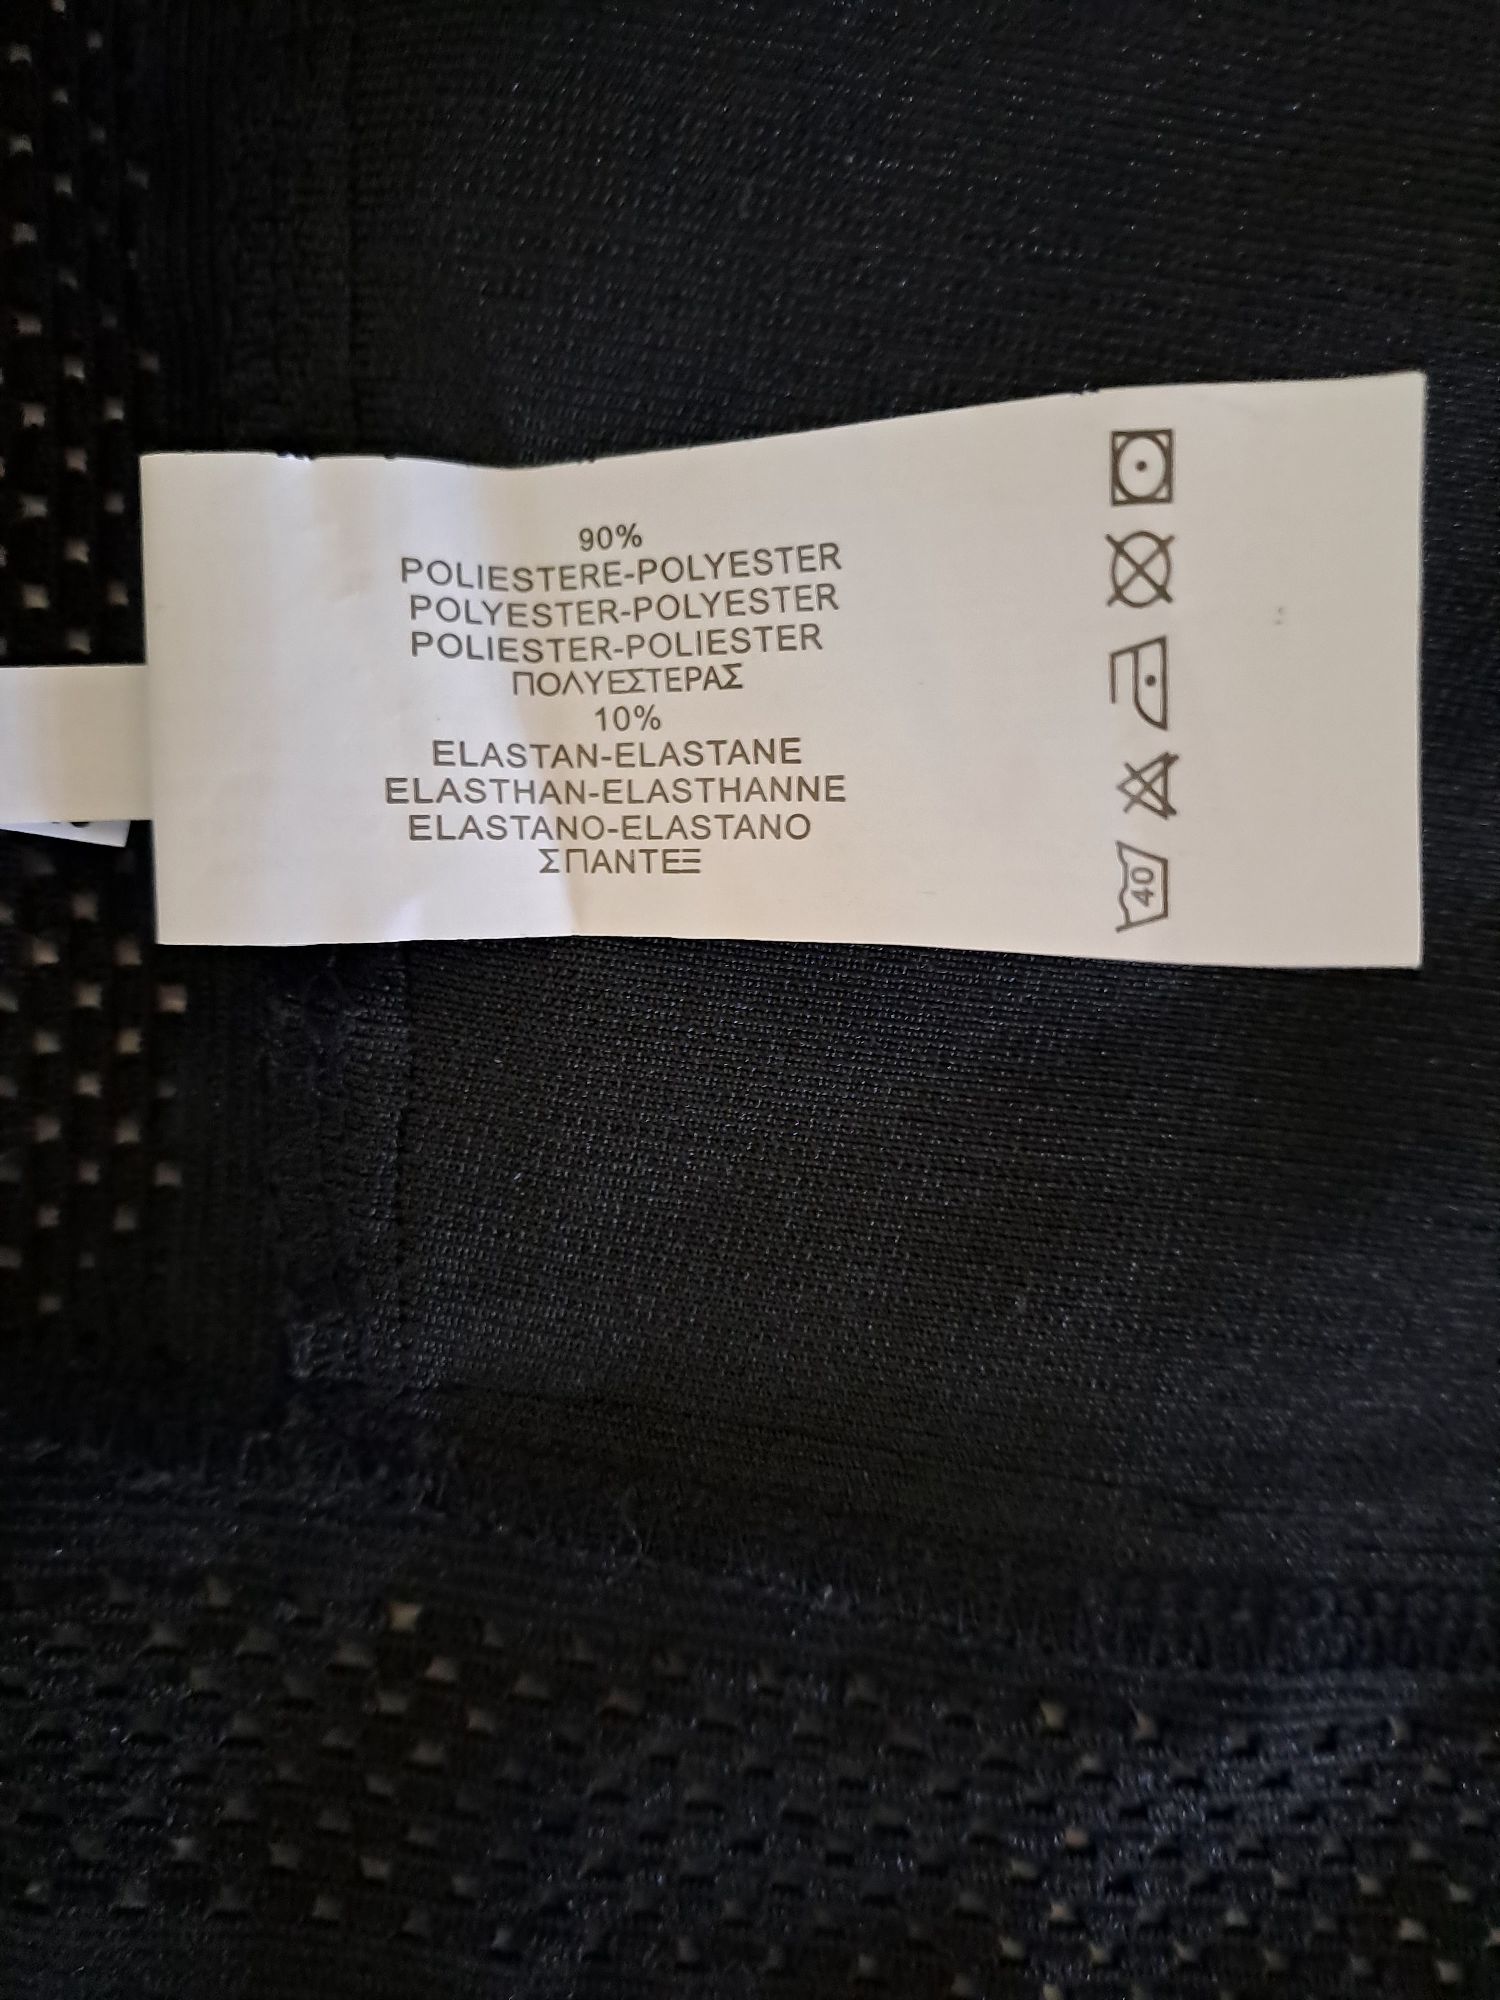 90%
POLIESTERE-POLYESTER
POLYESTER-POLYESTER
POLIESTER-POLIESTER
ΠΟΛΥΕΣΤΕΡΑΣ
10%
ELASTAN-ELASTANE
ELASTHAN-ELASTHANNE
ELASTANO-ELASTANO
ΣΠΑΝΤΕΞ
40